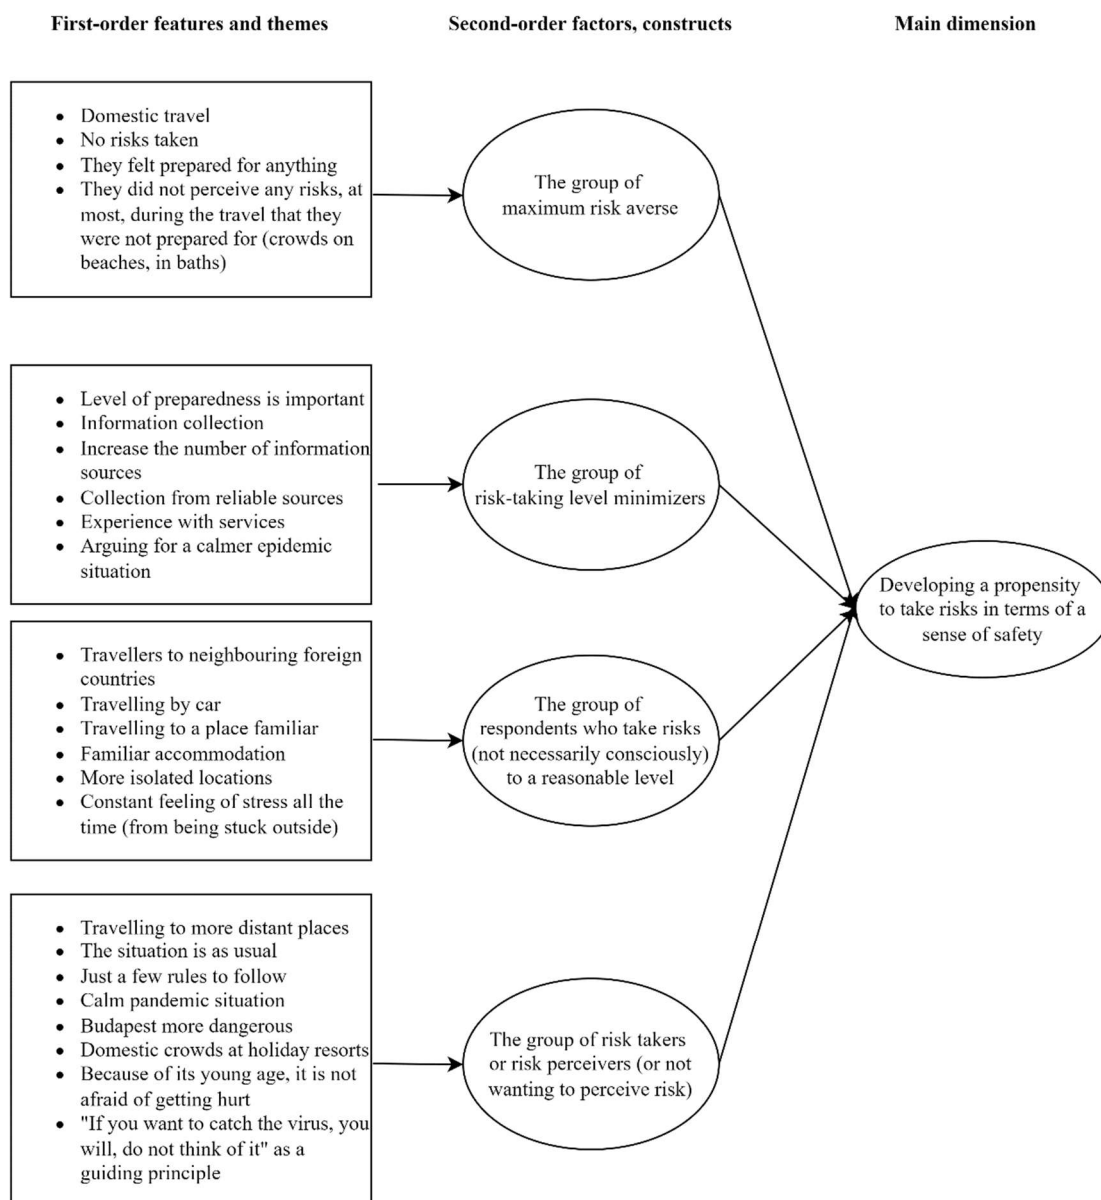 First-order features and themes
Second-order factors, constructs
Main dimension
• Domestic travel
• No risks taken
• They felt prepared for anything
• They did not perceive any risks, at
most, during the travel that they
were not prepared for (crowds on
beaches, in baths)
The group of
maximum risk averse
• Level of preparedness is important
• Information collection
• Increase the number of information
sources
• Collection from reliable sources
• Experience with services
• Arguing for a calmer epidemic
situation
The group of
risk-taking level minimizers
Developing a propensity
to take risks in terms of a
sense of safety
• Travellers to neighbouring foreign
countries
• Travelling by car
• Travelling to a place familiar
• Familiar accommodation
• More isolated locations
• Constant feeling of stress all the
time (from being stuck outside)
The group of
respondents who take risks
(not necessarily consciously)
to a reasonable level
• Travelling to more distant places
• The situation is as usual
• Just a few rules to follow
• Calm pandemic situation
• Budapest more dangerous
• Domestic crowds at holiday resorts
• Because of its young age, it is not
afraid of getting hurt
• "If you want to catch the virus, you
will, do not think of it" as a
guiding principle
The group of risk takers
or risk perceivers (or not
wanting to perceive risk)